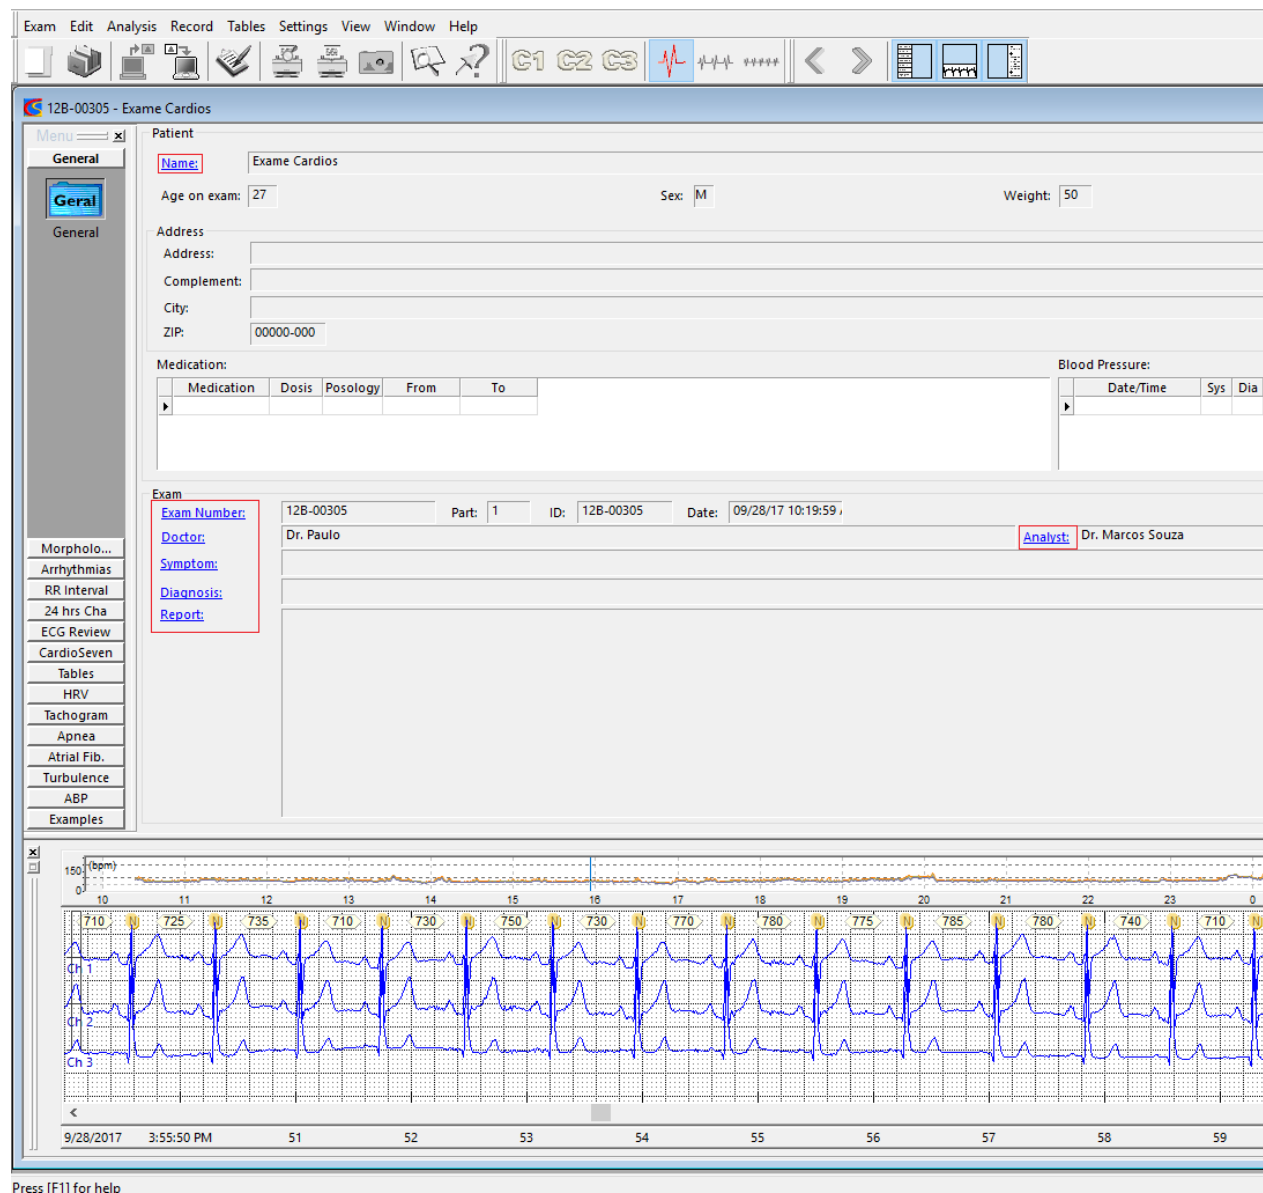 Exam Edit Analysis Record Tables Settings View Window Help
C1 C2 C3
12B-00305 - Exame Cardios
Menu
General
Geral
General
Patient
Name: Exame Cardios
Age on exam: 27 Sex: M Weight: 50
Address
Address:
Complement:
City:
ZIP: 00000-000
Medication: Blood Pressure:
Medication Dosis Posology From To Date/Time Sys Dia
Exam
Exam Number: 12B-00305 Part: 1 ID: 12B-00305 Date: 09/28/17 10:19:59
Doctor: Dr. Paulo Analyst: Dr. Marcos Souza
Symptom:
Diagnosis:
Report:
Morpholo...
Arrhythmias
RR Interval
24 hrs Cha
ECG Review
CardioSeven
Tables
HRV
Tachogram
Apnea
Atrial Fib.
Turbulence
ABP
Examples
150 (bpm)
0
10 11 12 13 14 15 16 17 18 19 20 21 22 23 0
710 N 725 N 735 N 710 N 730 N 750 N 730 N 770 N 780 N 775 N 785 N 780 N 740 N 710 N
Ch 1
Ch 2
Ch 3
9/28/2017 3:55:50 PM 51 52 53 54 55 56 57 58 59
Press [F1] for help